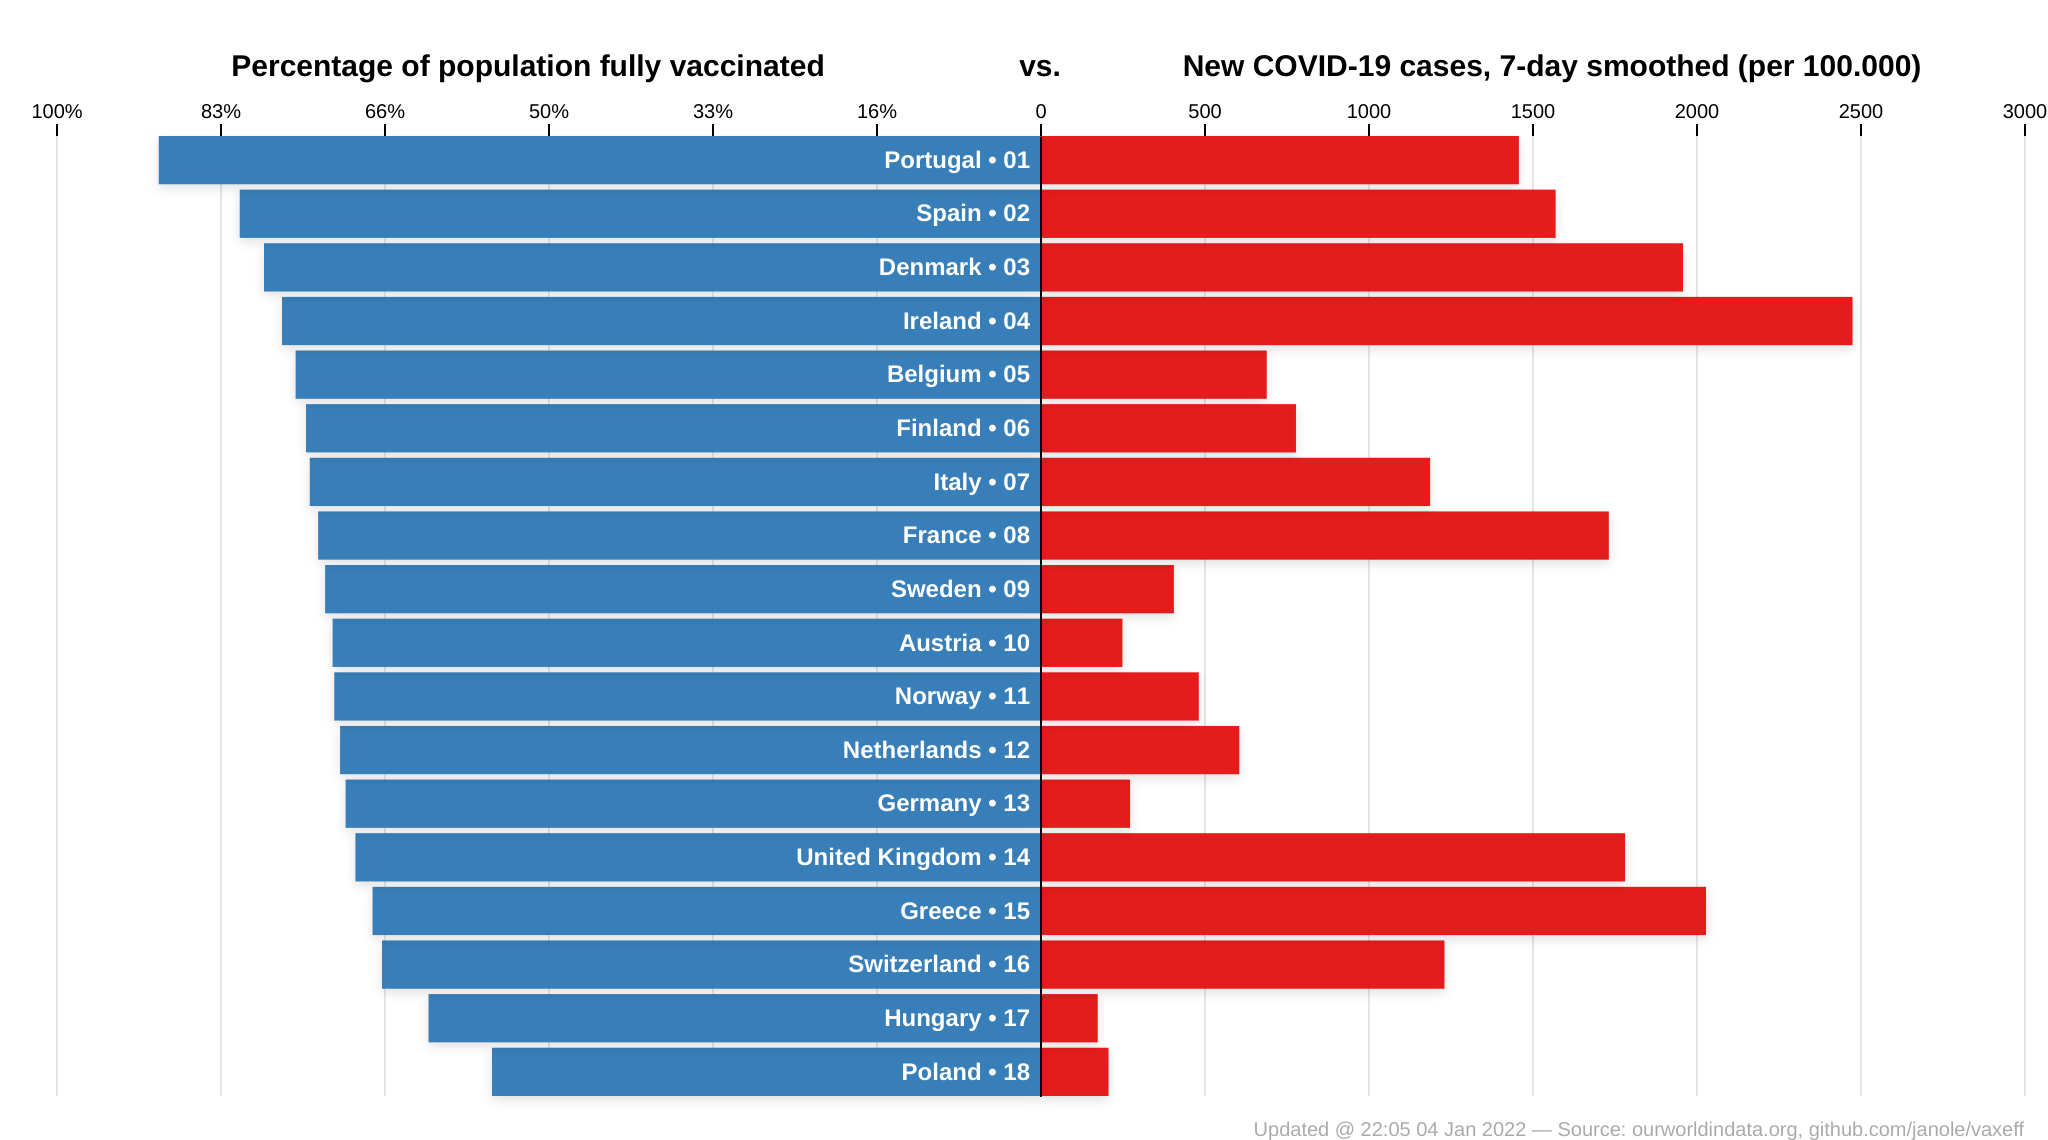 Percentage of population fully vaccinated vs. New COVID-19 cases, 7-day smoothed (per 100.000)
100% 83% 66% 50% 33% 16% 0 500 1000 1500 2000 2500 3000
Portugal • 01
Spain • 02
Denmark • 03
Ireland • 04
Belgium • 05
Finland • 06
Italy • 07
France • 08
Sweden • 09
Austria • 10
Norway • 11
Netherlands • 12
Germany • 13
United Kingdom • 14
Greece • 15
Switzerland • 16
Hungary • 17
Poland • 18
Updated @ 22:05 04 Jan 2022 — Source: ourworldindata.org, github.com/janole/vaxeff